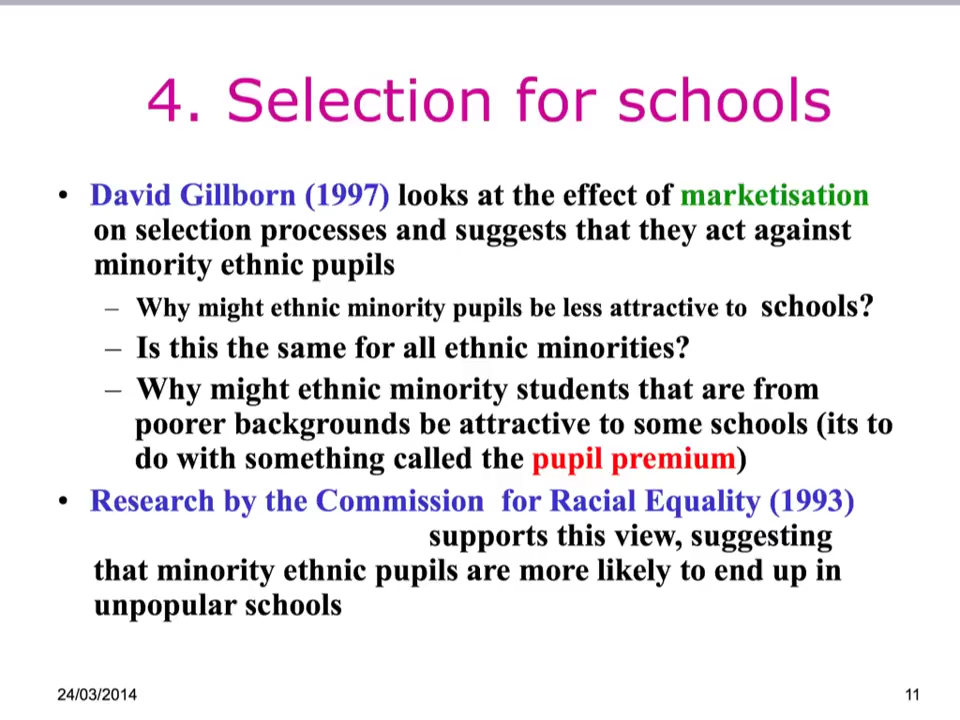 4. Selection for schools
• David Gillborn (1997) looks at the effect of marketisation
on selection processes and suggests that they act against
minority ethnic pupils
– Why might ethnic minority pupils be less attractive to schools?
– Is this the same for all ethnic minorities?
– Why might ethnic minority students that are from
poorer backgrounds be attractive to some schools (its to
do with something called the pupil premium)
• Research by the Commission for Racial Equality (1993)
supports this view, suggesting
that minority ethnic pupils are more likely to end up in
unpopular schools
24/03/2014
11